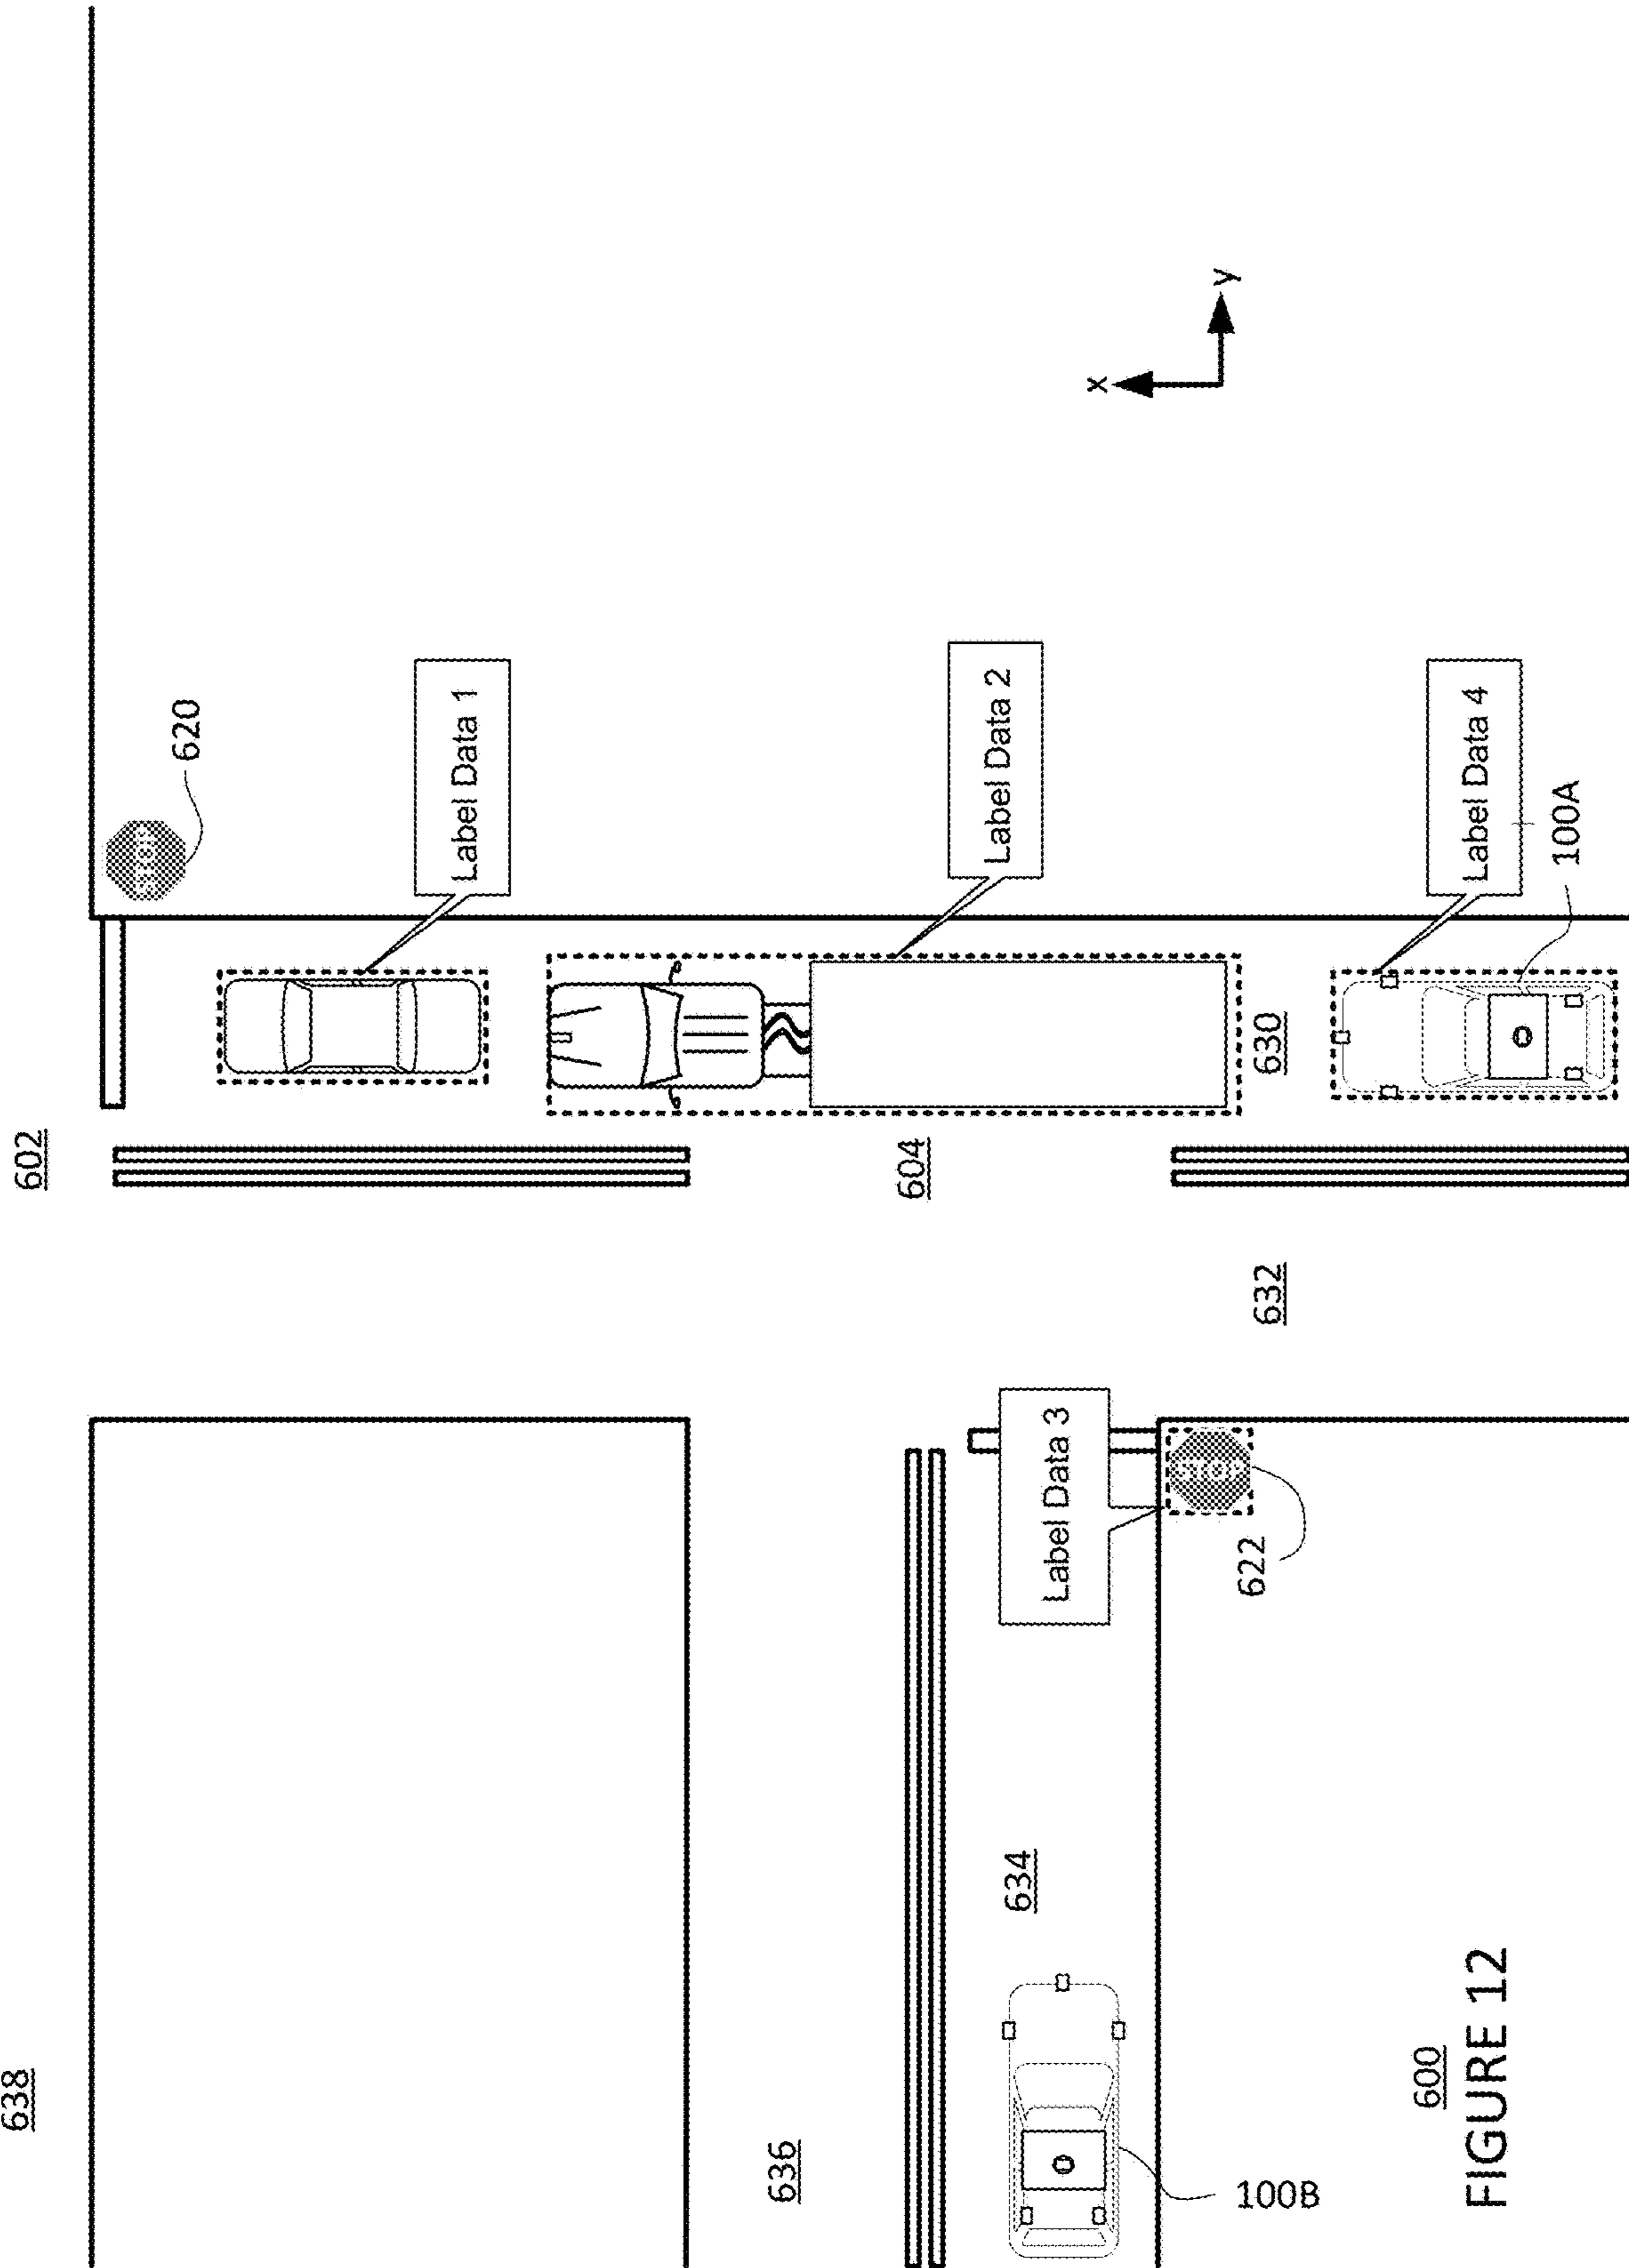 638
602
STOP
620
Label Data 1
636
604
Label Data 2
634
Label Data 3
x
STOP
y
622
632
630
100B
600
Label Data 4
FIGURE 12
100A